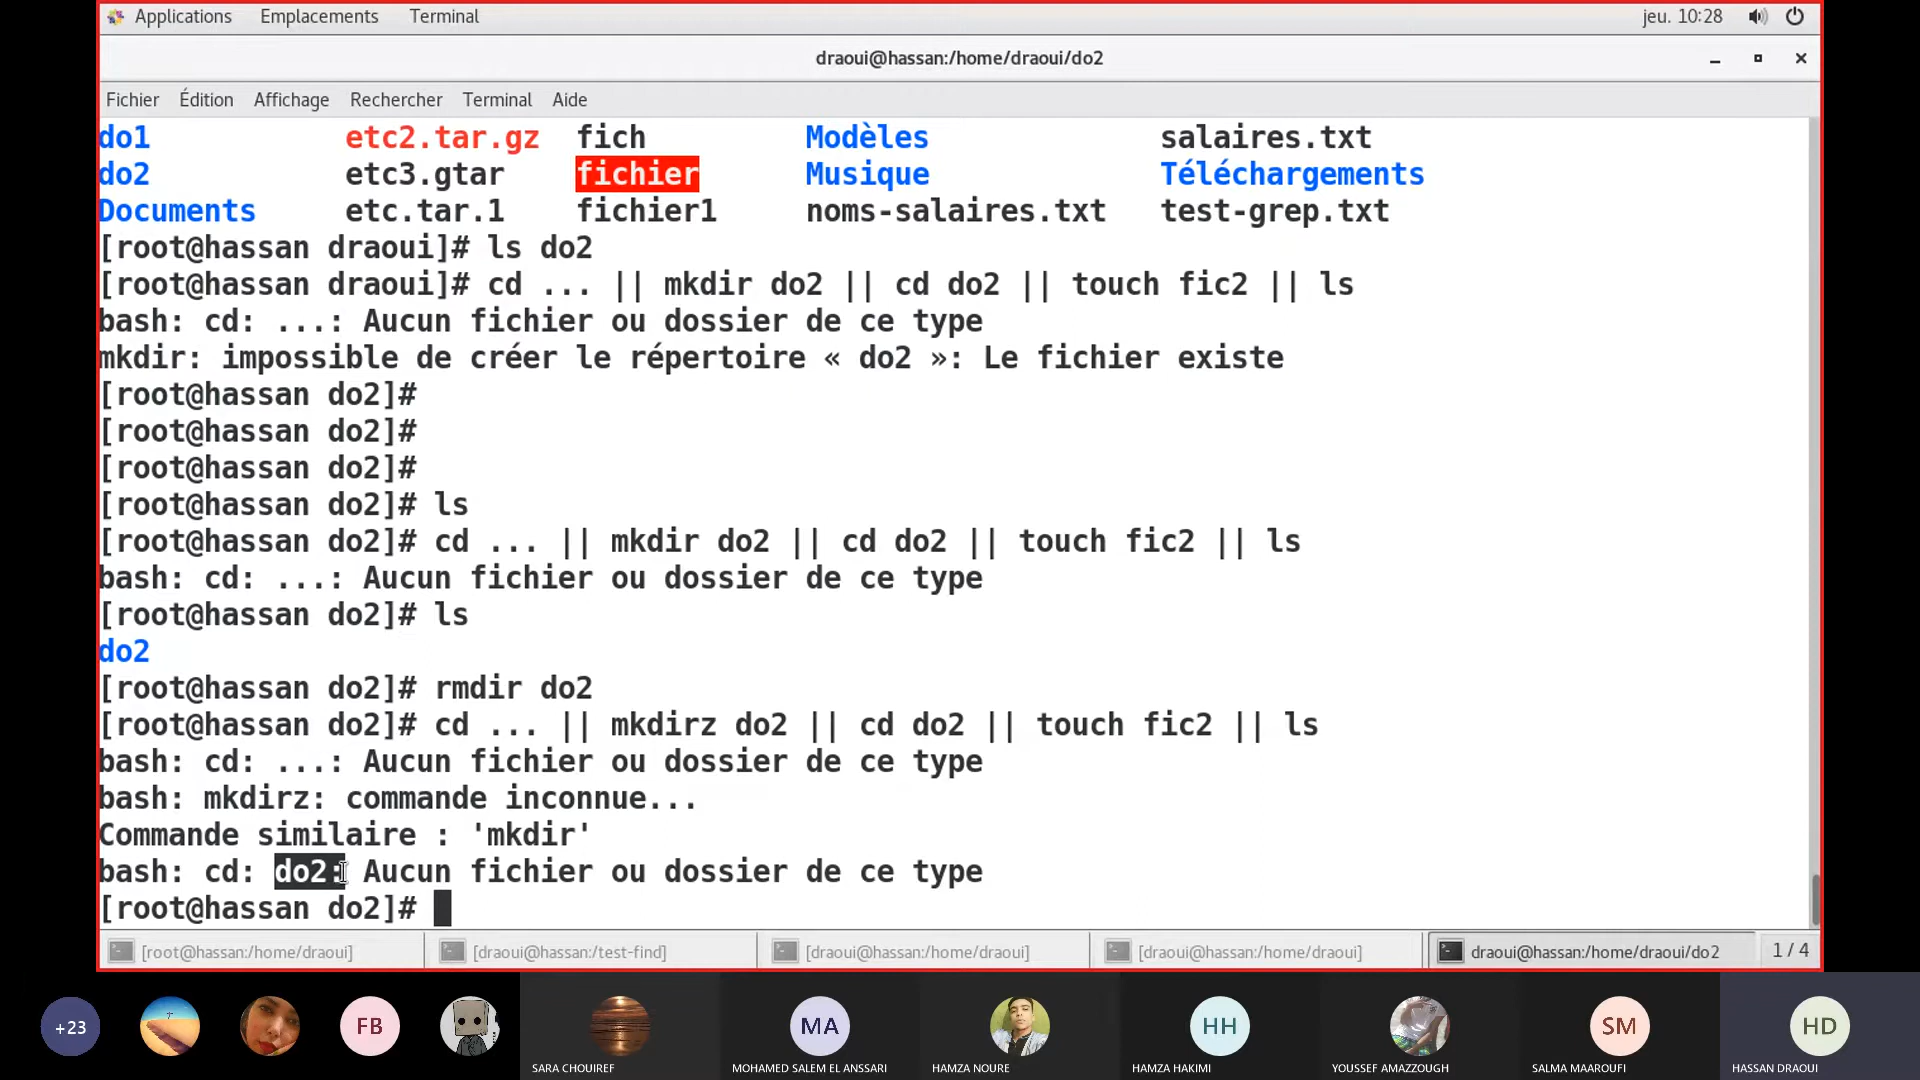 Applications Emplacements Terminal jeu. 10:28
draoui@hassan:/home/draoui/do2
Fichier Édition Affichage Rechercher Terminal Aide
do1 etc2.tar.gz fich Modèles salaires.txt
do2 etc3.gtar fichier Musique Téléchargements
Documents etc.tar.1 fichier1 noms-salaires.txt test-grep.txt
[root@hassan draoui]# ls do2
[root@hassan draoui]# cd ... || mkdir do2 || cd do2 || touch fic2 || ls
bash: cd: ...: Aucun fichier ou dossier de ce type
mkdir: impossible de créer le répertoire « do2 »: Le fichier existe
[root@hassan do2]#
[root@hassan do2]#
[root@hassan do2]#
[root@hassan do2]# ls
[root@hassan do2]# cd ... || mkdir do2 || cd do2 || touch fic2 || ls
bash: cd: ...: Aucun fichier ou dossier de ce type
[root@hassan do2]# ls
do2
[root@hassan do2]# rmdir do2
[root@hassan do2]# cd ... || mkdirz do2 || cd do2 || touch fic2 || ls
bash: cd: ...: Aucun fichier ou dossier de ce type
bash: mkdirz: commande inconnue...
Commande similaire : 'mkdir'
bash: cd: do2: Aucun fichier ou dossier de ce type
[root@hassan do2]#
[root@hassan:/home/draoui] [draoui@hassan:/test-find] [draoui@hassan:/home/draoui] [draoui@hassan:/home/draoui] draoui@hassan:/home/draoui/do2 1 / 4
+23 FB MA HH SM HD
SARA CHOUIREF MOHAMED SALEM EL ANSSARI HAMZA NOURE HAMZA HAKIMI YOUSSEF AMAZZOUGH SALMA MAAROUFI HASSAN DRAOUI